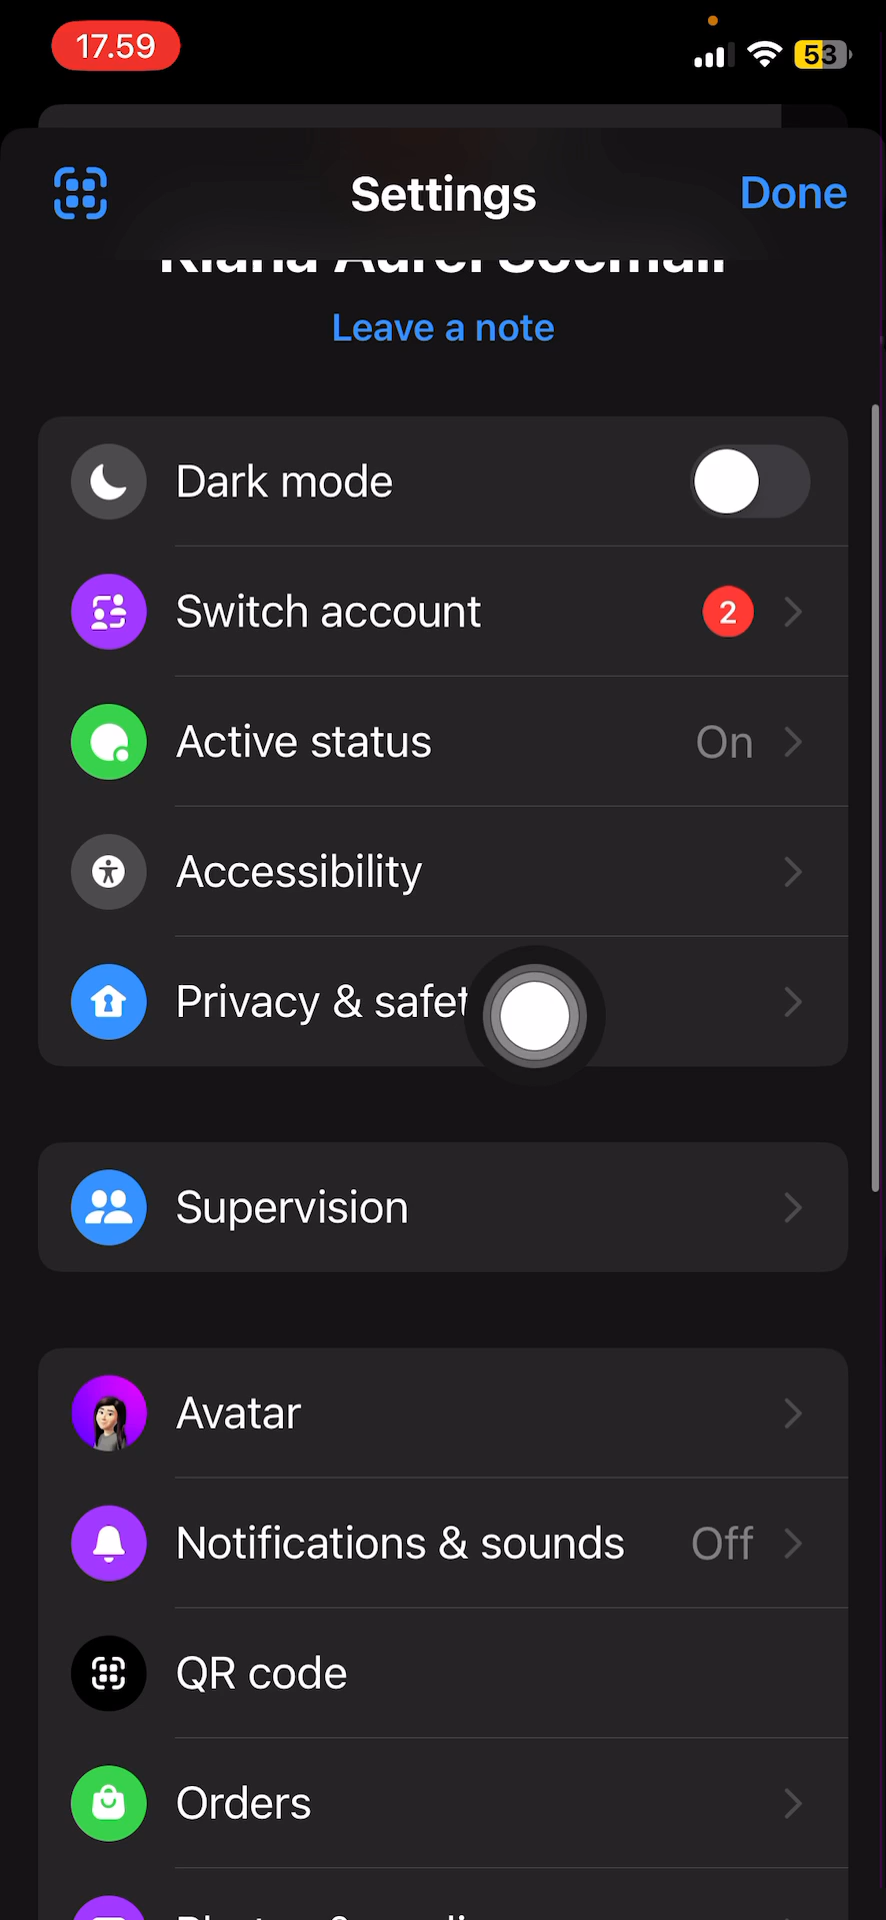 17.59
53
Settings
Done
Leave a note
Dark mode
Switch account
2
Active status
On
Accessibility
Privacy & safet
Supervision
Avatar
Notifications & sounds
Off
QR code
Orders